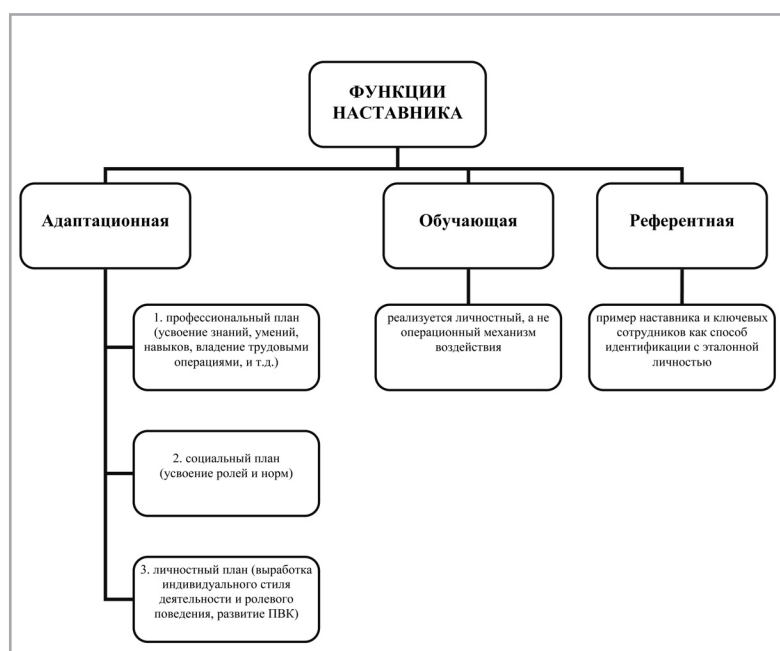 ФУНКЦИИ
НАСТАВНИКА
Адаптационная
Обучающая
Референтная
1. профессиональный план
(усвоение знаний, умений,
навыков, владение трудовыми
операциями, и т.д.)
2. социальный план
(усвоение ролей и норм)
3. личностный план (выработка
индивидуального стиля
деятельности и ролевого
поведения, развитие ПВК)
реализуется личностный, а не
операционный механизм
воздействия
пример наставника и ключевых
сотрудников как способ
идентификации с эталонной
личностью